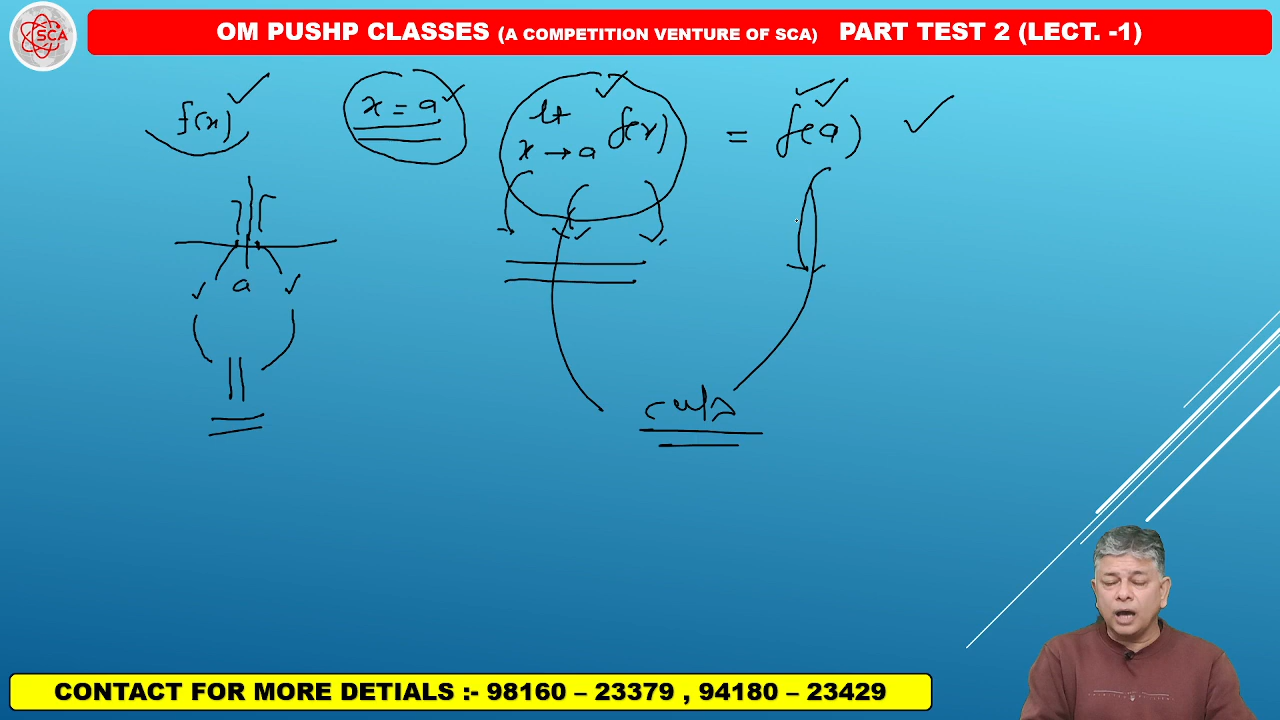 SCA
OM PUSHP CLASSES (A COMPETITION VENTURE OF SCA) PART TEST 2 (LECT. -1)
f(x) x = a lt x → a f(x) = f(a)
a
CONTACT FOR MORE DETIALS :- 98160 – 23379 , 94180 – 23429